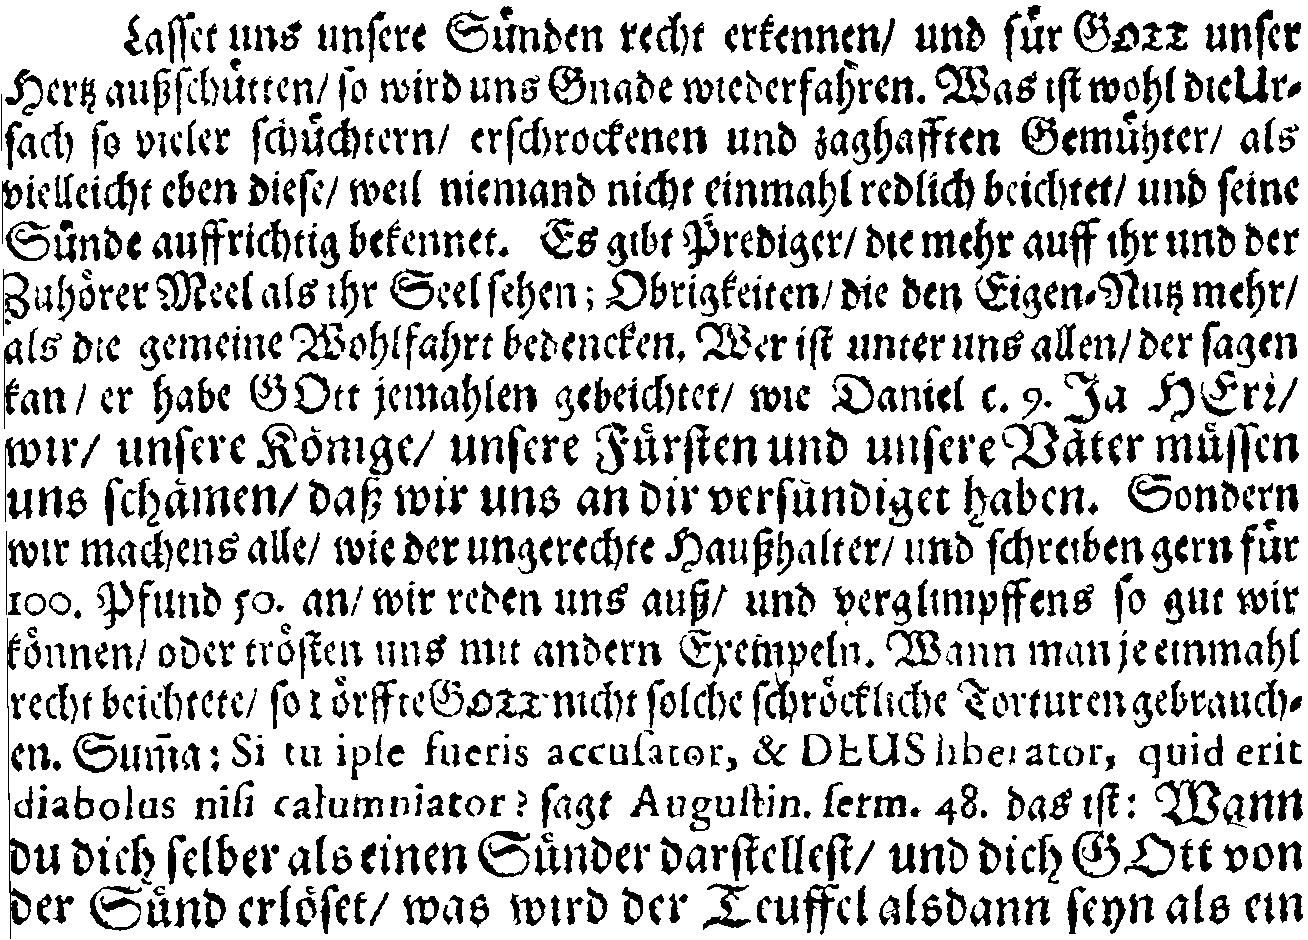 Lasset uns unsere Sünden recht erkennen/ und für GOTT unser
Hertz außschütten/ so wird uns Gnade wiederfahren. Was ist wohl die Ur-
sach so vieler schüchtern/ erschrockenen und zaghafften Gemühter/ als
vielleicht eben diese/ weil niemand nicht einmahl redlich beichtet/ und seine
Sünde auffrichtig bekennet. Es gibt Prediger/ die mehr auff ihr und der
Zuhörer Meel als ihr Seel sehen; Obrigkeiten/ die den Eigen-Nutz mehr/
als die gemeine Wohlfahrt bedencken. Wer ist unter uns allen/ der sagen
kan/ er habe GOtt jemahlen gebeichtet/ wie Daniel c. 9. Ja HErr/
wir/ unsere Könige/ unsere Fürsten und unsere Väter müssen
uns schämen/ daß wir uns an dir versündiget haben. Sondern
wir machens alle/ wie der ungerechte Haußhalter/ und schreiben gern für
100. Pfund 50. an/ wir reden uns auß/ und verglimpffens so gut wir
können/ oder trösten uns mit andern Exempeln. Wann man je einmahl
recht beichtete/ so dörffte GOTT nicht solche schröckliche Torturen gebrauch-
en. Sum̃a: Si tu ipse fueris accusator, & DEUS liberator, quid erit
diabolus nisi calumniator? sagt Augustin. serm. 48. das ist: Wann
du dich selber als einen Sünder darstellest/ und dich GOtt von
der Sünd erlöset/ was wird der Teuffel alsdann seyn als ein